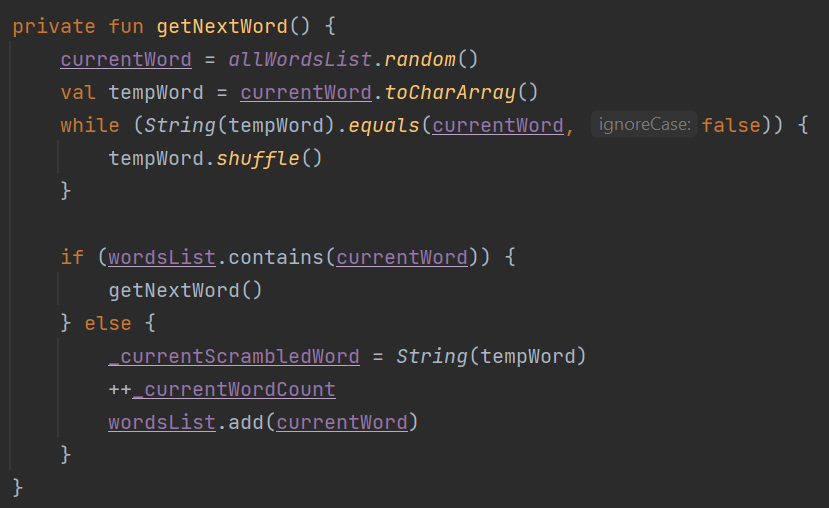 private fun getNextWord() {
    currentWord = allWordsList.random()
    val tempWord = currentWord.toCharArray()
    while (String(tempWord).equals(currentWord, ignoreCase: false)) {
        tempWord.shuffle()
    }
    if (wordsList.contains(currentWord)) {
        getNextWord()
    } else {
        _currentScrambledWord = String(tempWord)
        ++_currentWordCount
        wordsList.add(currentWord)
    }
}